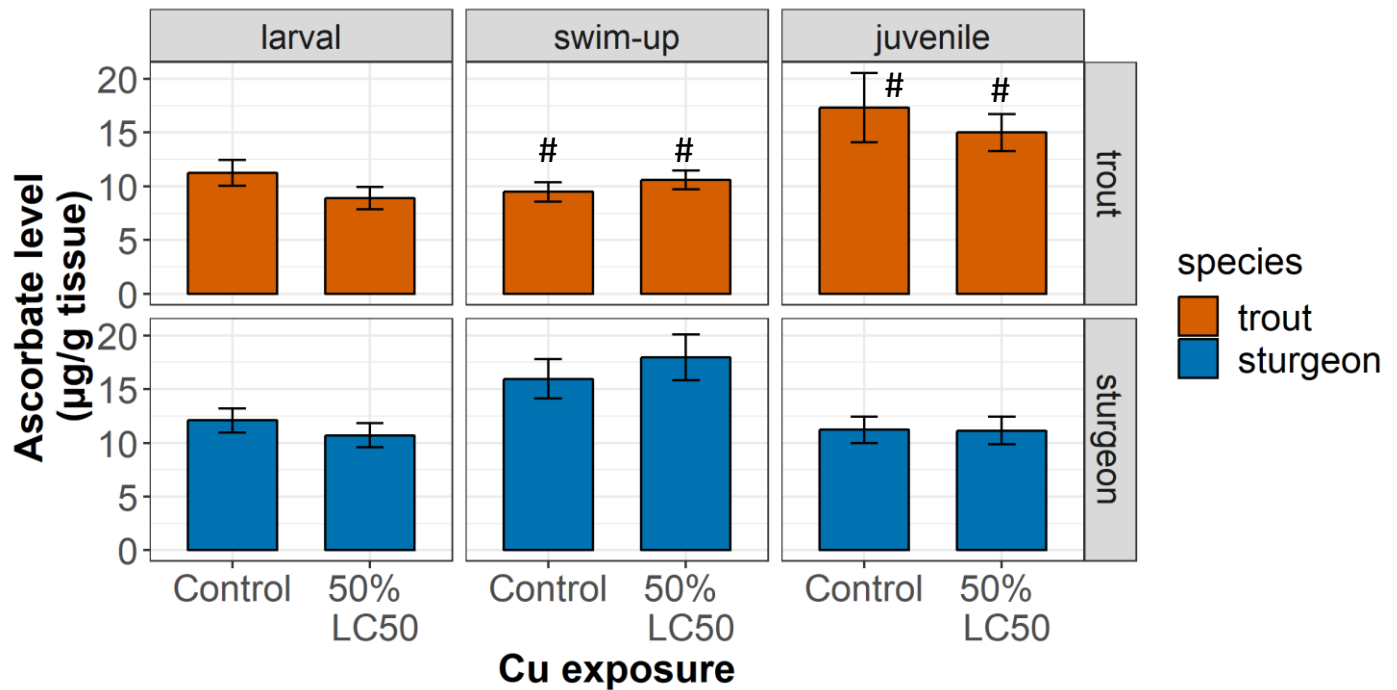 larval swim-up juvenile
20
15
10
5
0
# # # #
trout
20
15
10
5
0
sturgeon
Ascorbate level
(µg/g tissue)
Control 50% LC50 Control 50% LC50 Control 50% LC50
Cu exposure
species
trout
sturgeon